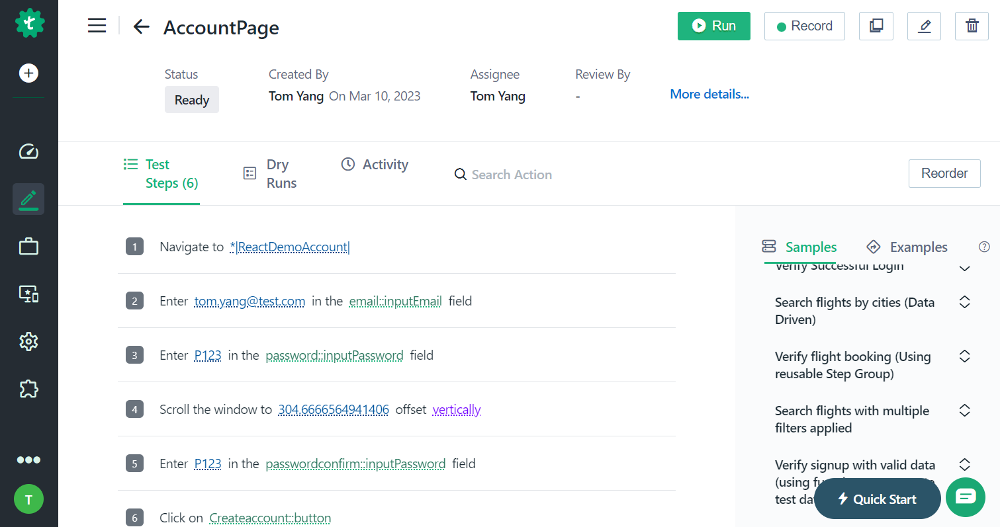 AccountPage
Run
Record
Status
Created By
Assignee
Review By
Ready
Tom Yang On Mar 10, 2023
Tom Yang
-
More details...
Test
Steps (6)
Dry
Runs
Activity
Search Action
Reorder
1 Navigate to *|ReactDemoAccount|
2 Enter tom.yang@test.com in the email::inputEmail field
3 Enter P123 in the password::inputPassword field
4 Scroll the window to 304.6666564941406 offset vertically
5 Enter P123 in the passwordconfirm::inputPassword field
6 Click on Createaccount::button
Samples
Examples
?
Verify Successful Login
Search flights by cities (Data
Driven)
Verify flight booking (Using
reusable Step Group)
Search flights with multiple
filters applied
Verify signup with valid data
(using
test
Quick Start
T